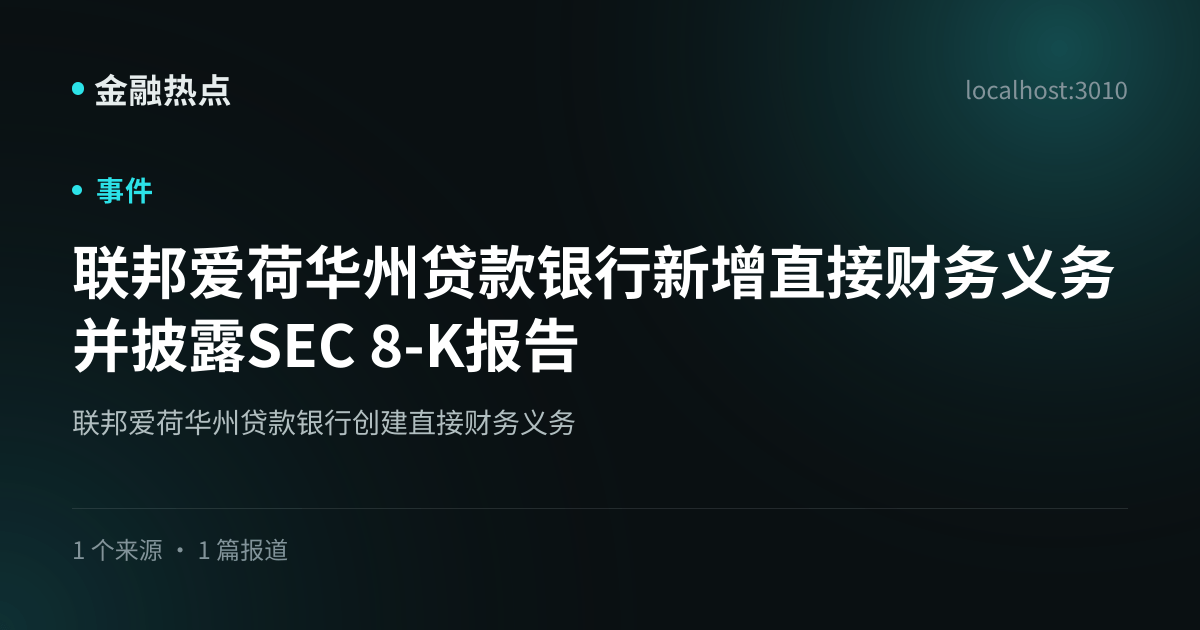 金融热点
localhost:3010
事件
联邦爱荷华州贷款银行新增直接财务义务
并披露SEC 8-K报告
联邦爱荷华州贷款银行创建直接财务义务
1 个来源 · 1 篇报道